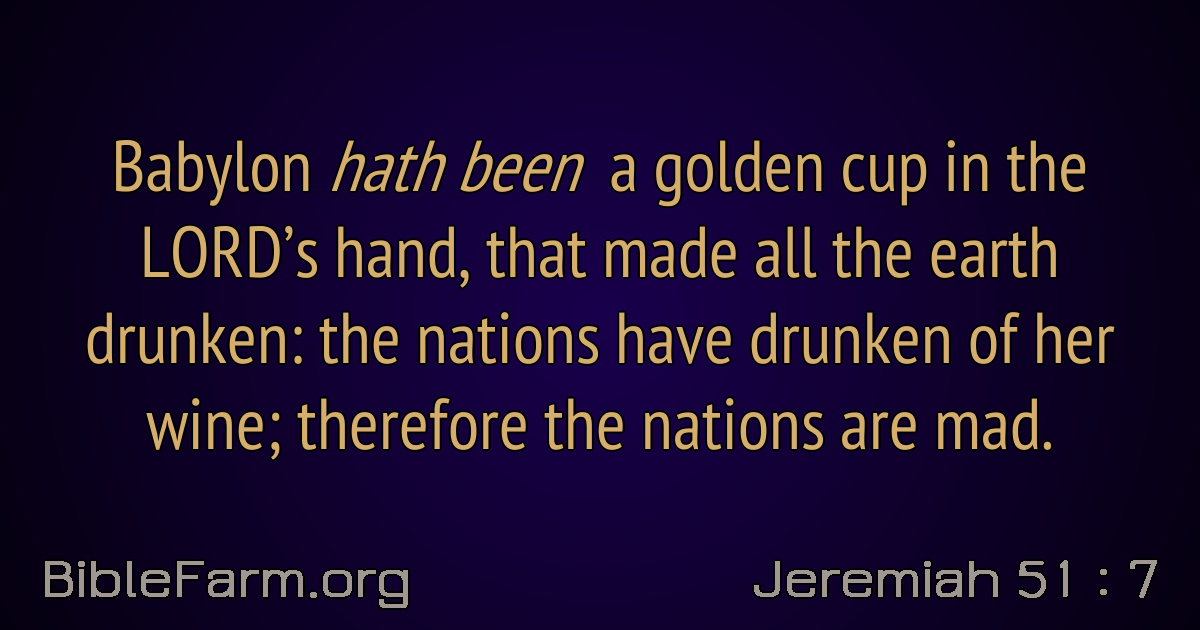 Babylon hath been a golden cup in the
LORD’s hand, that made all the earth
drunken: the nations have drunken of her
wine; therefore the nations are mad.
BibleFarm.org
Jeremiah 51 : 7